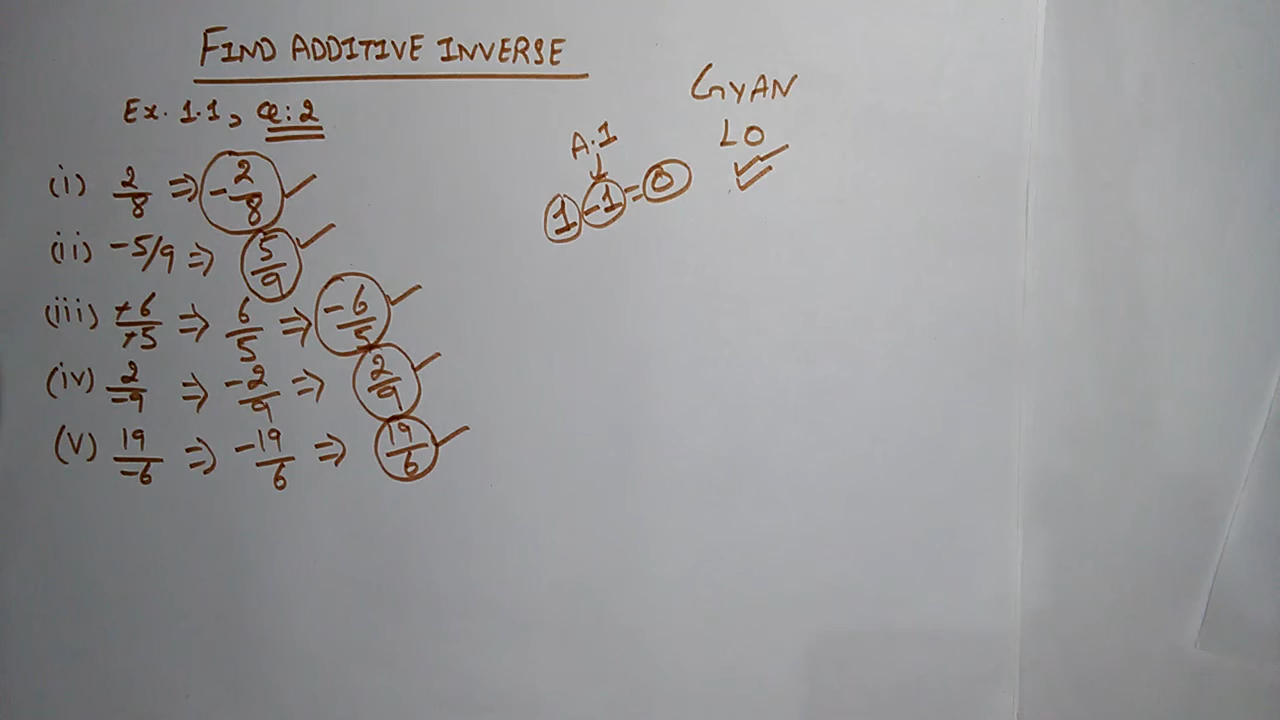 FIND ADDITIVE INVERSE
Ex. 1.1, Q:2
(i) 2/8 ⇒ -2/8 ✓
(ii) -5/9 ⇒ 5/9 ✓
(iii) +6/+5 ⇒ 6/5 ⇒ -6/5 ✓
(iv) 2/-9 ⇒ -2/9 ⇒ 2/9 ✓
(v) 19/-6 ⇒ -19/6 ⇒ 19/6 ✓
A.I
↓
1 -1 = 0
GYAN
LO
✓✓